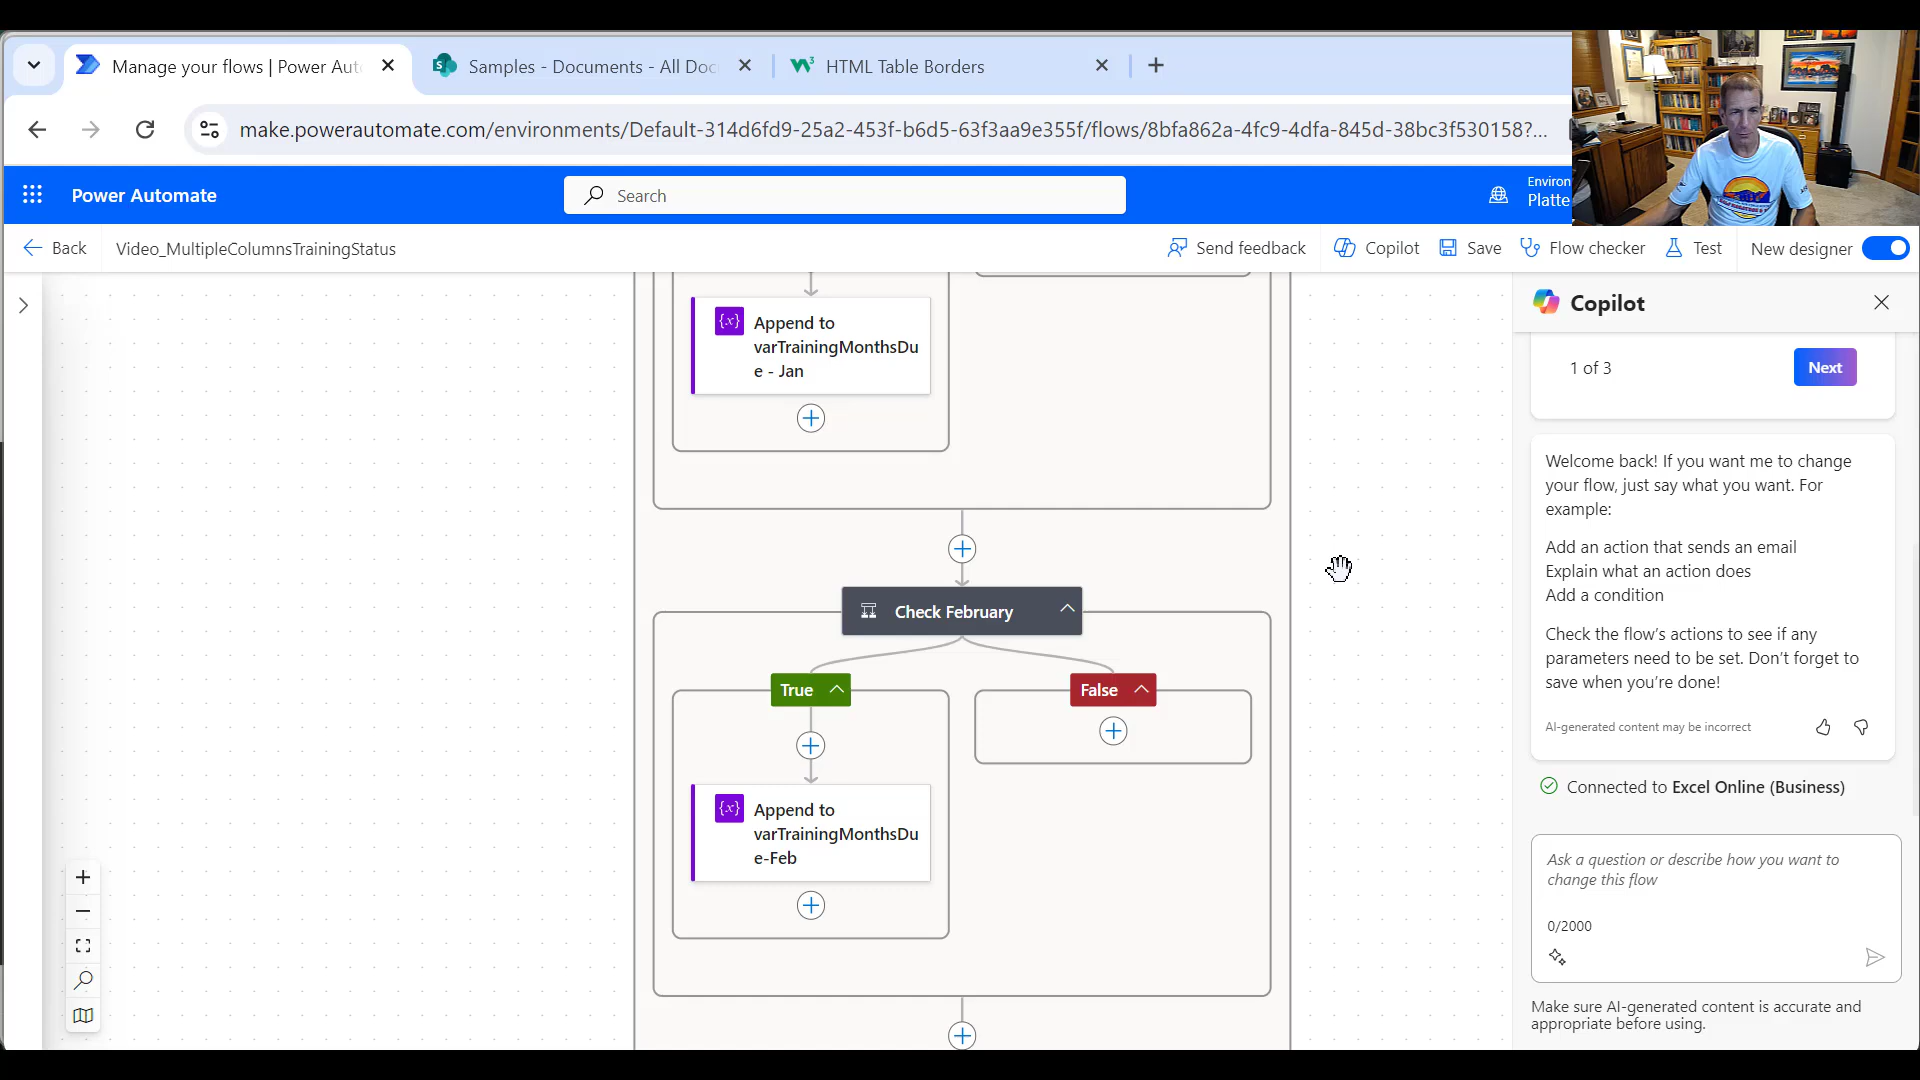 Manage your flows | Power Aut
Samples - Documents - All Doc
HTML Table Borders
make.powerautomate.com/environments/Default-314d6fd9-25a2-453f-b6d5-63f3aa9e355f/flows/8bfa862a-4fc9-4dfa-845d-38bc3f530158?...
Power Automate
Search
Environ
Platte
Back
Video_MultipleColumnsTrainingStatus
Send feedback
Copilot
Save
Flow checker
Test
New designer
Append to
varTrainingMonthsDu
e - Jan
Check February
True
False
Append to
varTrainingMonthsDu
e-Feb
Copilot
1 of 3
Next
Welcome back! If you want me to change
your flow, just say what you want. For
example:
Add an action that sends an email
Explain what an action does
Add a condition
Check the flow's actions to see if any
parameters need to be set. Don't forget to
save when you're done!
AI-generated content may be incorrect
Connected to Excel Online (Business)
Ask a question or describe how you want to
change this flow
0/2000
Make sure AI-generated content is accurate and
appropriate before using.